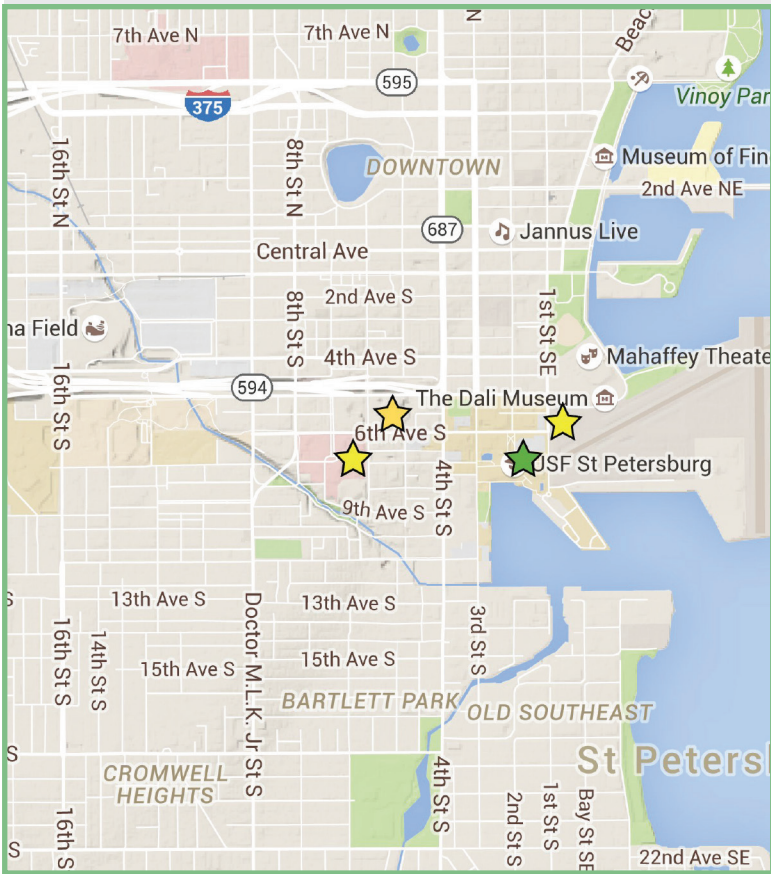 7th Ave N
7th Ave N
N
Beac
595
375
Vinoy Par
16th St N
8th St N
DOWNTOWN
Museum of Fin
2nd Ave NE
687
Jannus Live
Central Ave
2nd Ave S
8th St S
1st St SE
na Field
4th Ave S
Mahaffey Theate
16th St S
594
The Dali Museum
6th Ave S
4th St S
USF St Petersburg
9th Ave S
S
13th Ave S
13th Ave S
16th St S
14th St S
Doctor M.L.K. Jr St S
3rd St S
15th Ave S
15th Ave S
BARTLETT PARK
OLD SOUTHEAST
S
CROMWELL
HEIGHTS
St Petersb
4th St S
16th S
2nd St S
1st St S
Bay St SE
S
22nd Ave SE